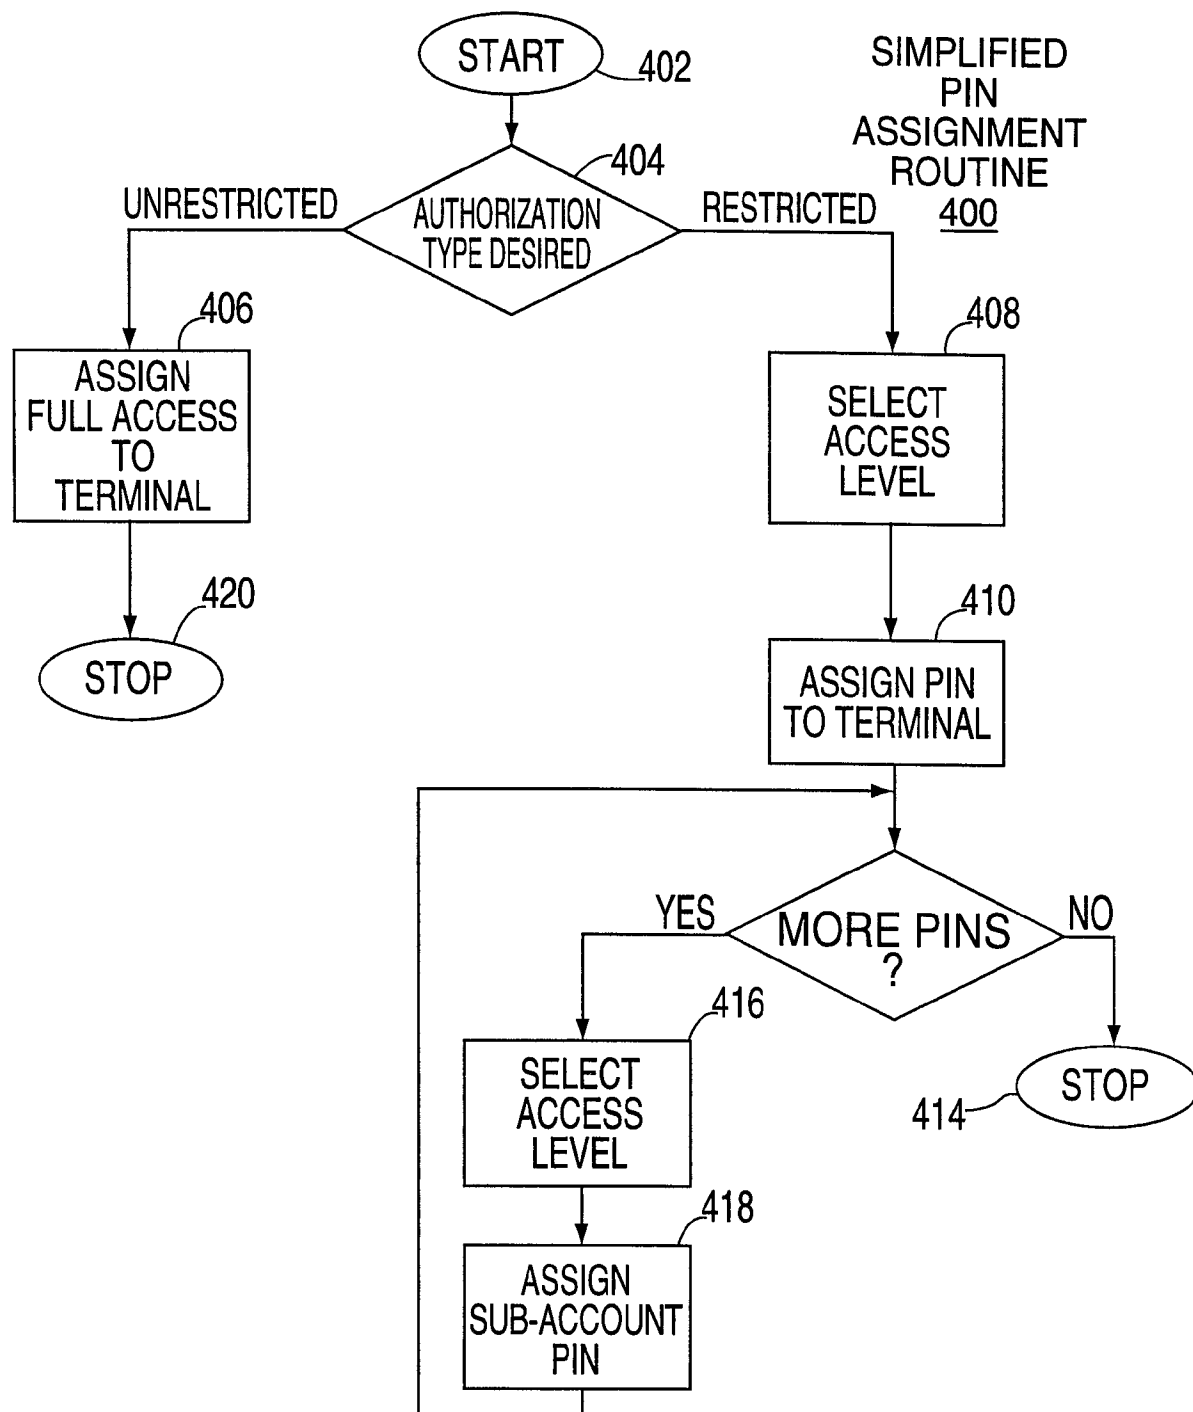 START
402
SIMPLIFIED
PIN
ASSIGNMENT
ROUTINE
400
404
UNRESTRICTED
AUTHORIZATION
TYPE DESIRED
RESTRICTED
406
ASSIGN
FULL ACCESS
TO
TERMINAL
408
SELECT
ACCESS
LEVEL
420
STOP
410
ASSIGN PIN
TO TERMINAL
YES
MORE PINS
?
NO
416
SELECT
ACCESS
LEVEL
414
STOP
418
ASSIGN
SUB-ACCOUNT
PIN